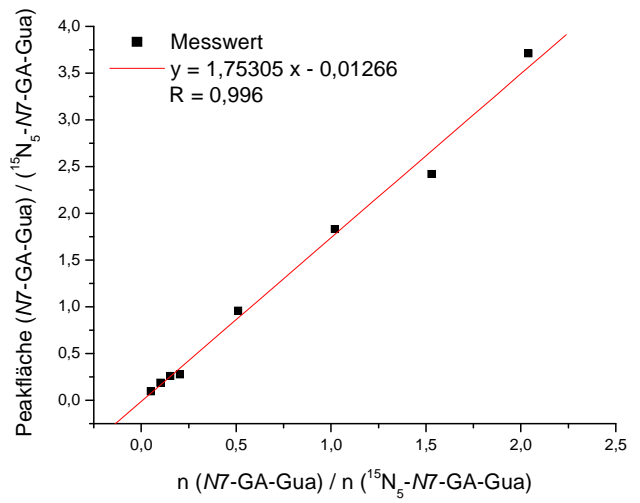 Messwert
y = 1,75305 x - 0,01266
R = 0,996
4,0
3,5
3,0
2,5
2,0
1,5
1,0
0,5
0,0
Peakfläche (N7-GA-Gua) / (¹⁵N₅-N7-GA-Gua)
0,0 0,5 1,0 1,5 2,0 2,5
n (N7-GA-Gua) / n (¹⁵N₅-N7-GA-Gua)